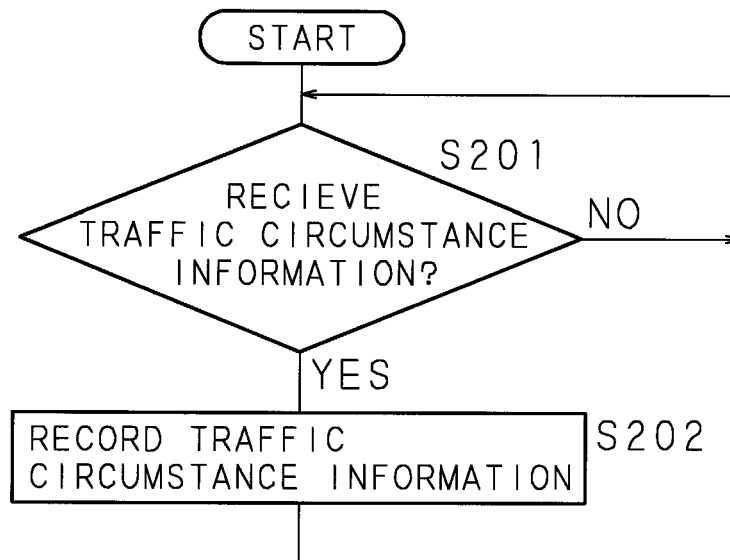 START
S201
RECIEVE
TRAFFIC CIRCUMSTANCE
INFORMATION?
NO
YES
RECORD TRAFFIC
CIRCUMSTANCE INFORMATION
S202